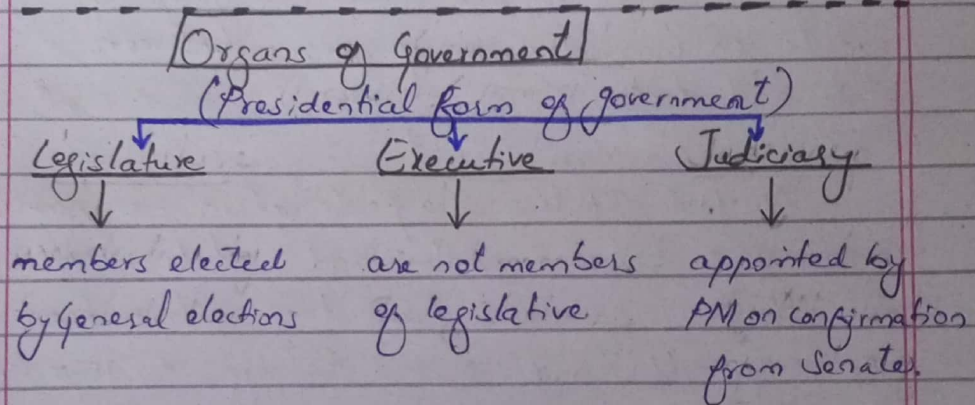 Organs of Government
(Presidential form of government)
Legislature Executive Judiciary
members elected are not members appointed by
by General elections of legislative PM on confirmation
from Senate.